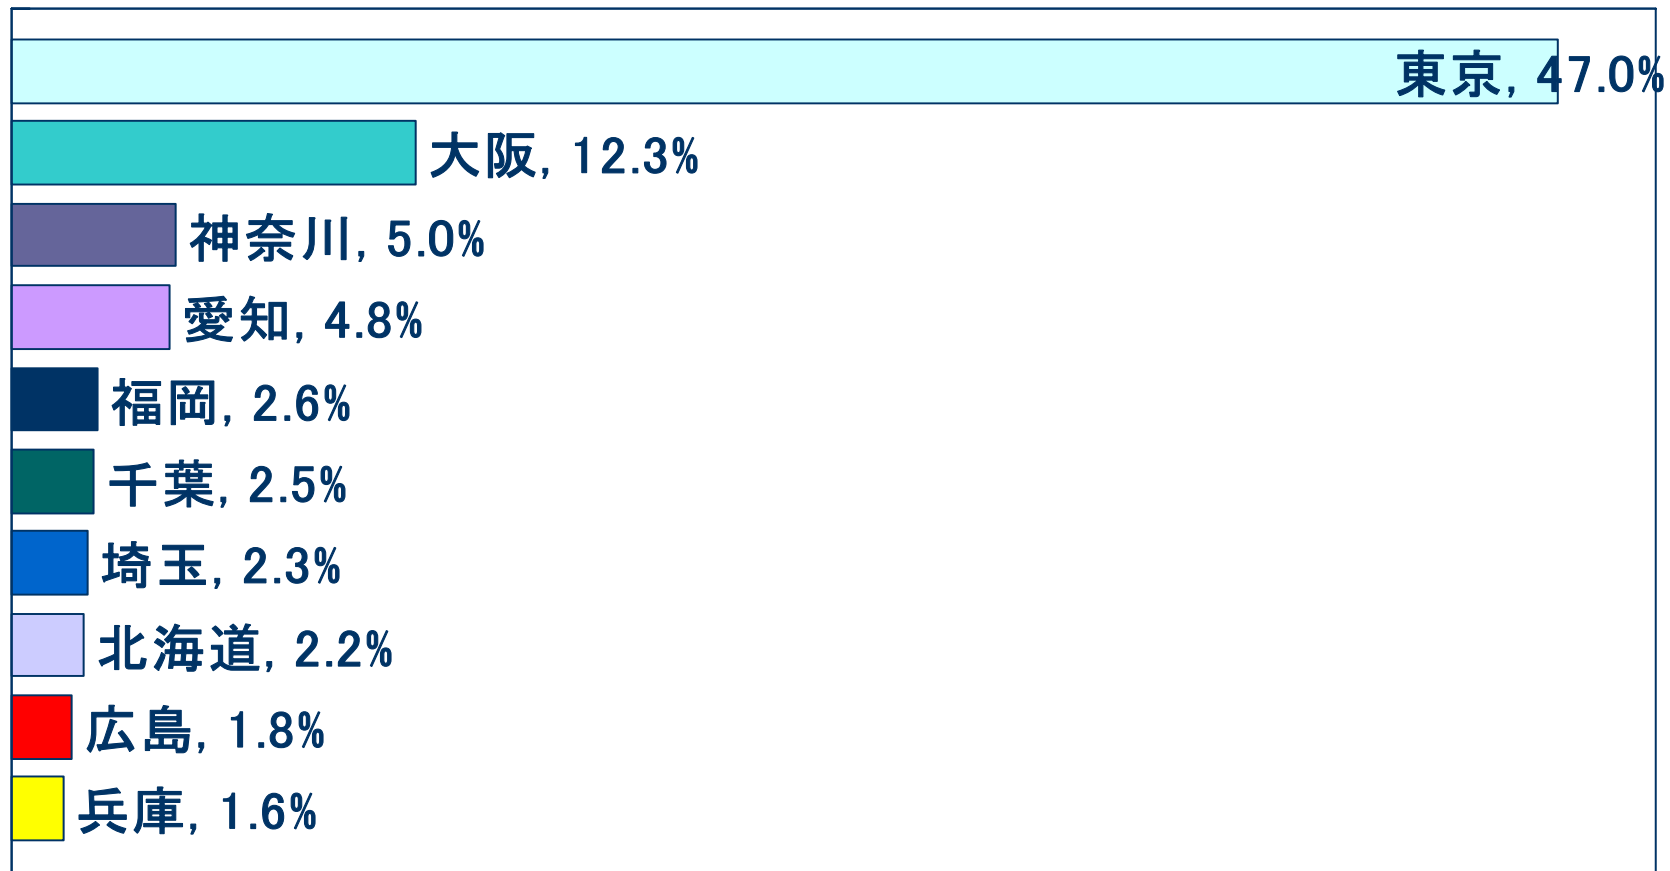 東京, 47.0%
大阪, 12.3%
神奈川, 5.0%
愛知, 4.8%
福岡, 2.6%
千葉, 2.5%
埼玉, 2.3%
北海道, 2.2%
広島, 1.8%
兵庫, 1.6%